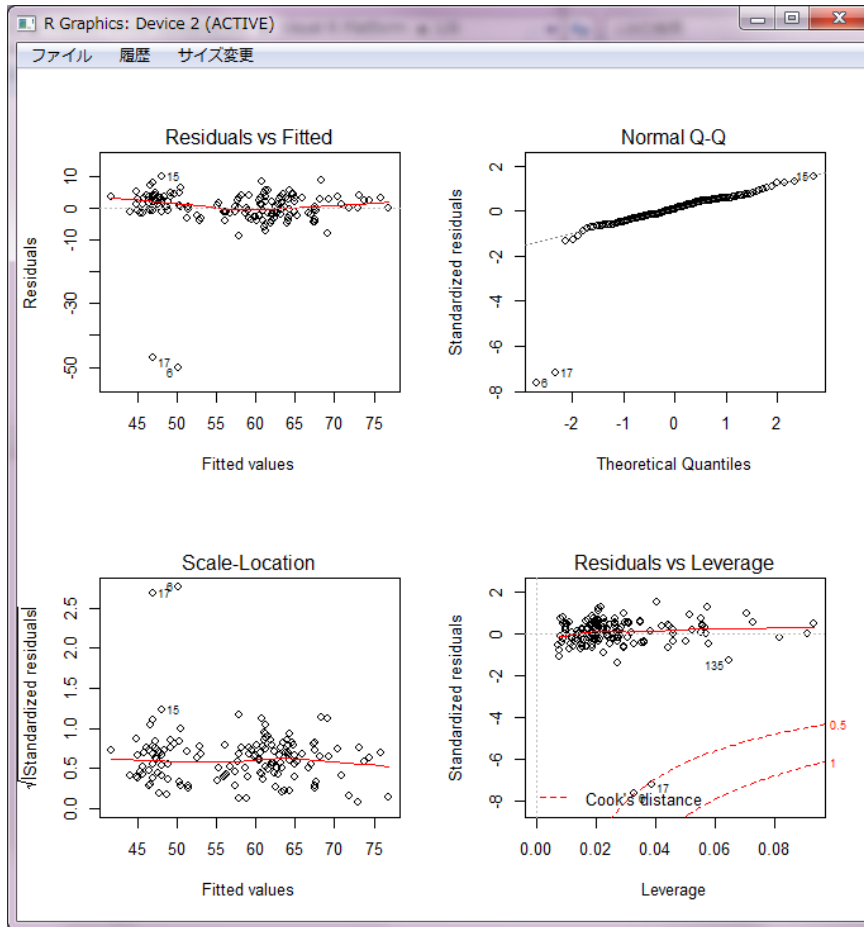 R Graphics: Device 2 (ACTIVE)
ファイル 履歴 サイズ変更
Residuals vs Fitted
Residuals
10
0
-10
-30
-50
15
17
6
45 50 55 60 65 70 75
Fitted values
Normal Q-Q
Standardized residuals
2
0
-2
-4
-6
-8
15
17
6
-2 -1 0 1 2
Theoretical Quantiles
Scale-Location
√|Standardized residuals|
2.5
2.0
1.5
1.0
0.5
0.0
6
17
15
45 50 55 60 65 70 75
Fitted values
Residuals vs Leverage
Standardized residuals
2
0
-2
-4
-6
-8
135
0.5
1
17
6
Cook's distance
0.00 0.02 0.04 0.06 0.08
Leverage